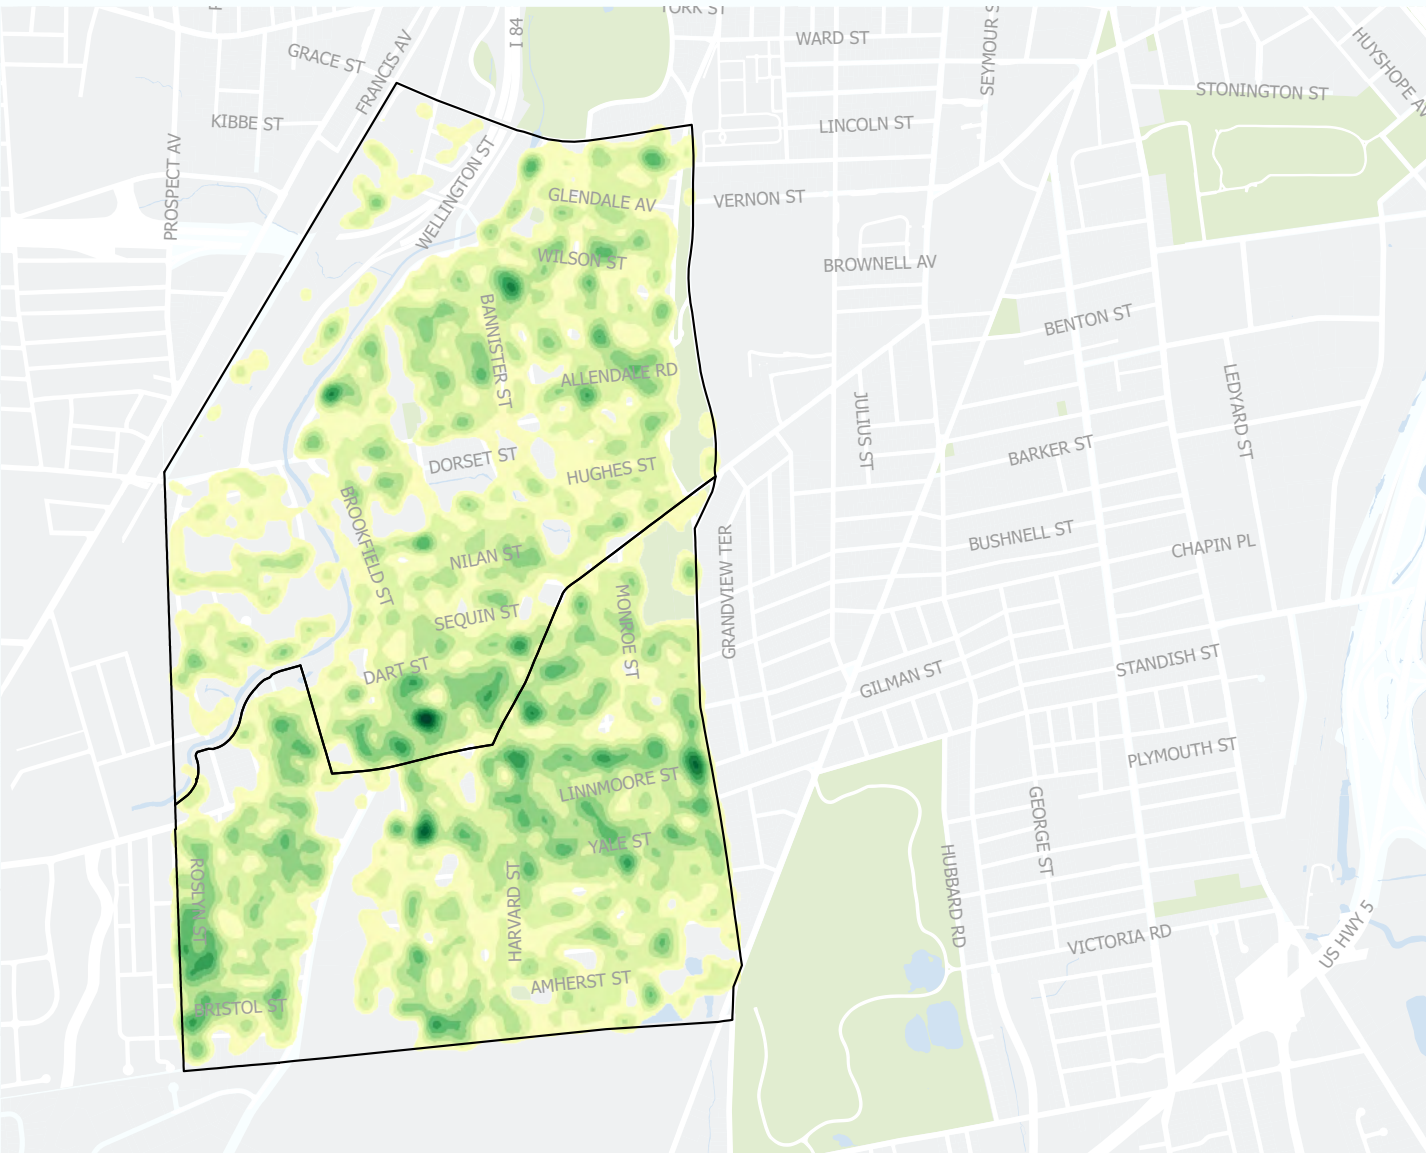 YORK ST
I 84
WARD ST
SEYMOUR S
HUYSHOPE AV
GRACE ST
FRANCIS AV
STONINGTON ST
KIBBE ST
LINCOLN ST
PROSPECT AV
WELLINGTON ST
GLENDALE AV
VERNON ST
WILSON ST
BROWNELL AV
BANNISTER ST
BENTON ST
ALLENDALE RD
JULIUS ST
LEDYARD ST
DORSET ST
HUGHES ST
BARKER ST
BROOKFIELD ST
NILAN ST
GRANDVIEW TER
BUSHNELL ST
CHAPIN PL
SEQUIN ST
MONROE ST
DART ST
GILMAN ST
STANDISH ST
LINNMOORE ST
PLYMOUTH ST
YALE ST
GEORGE ST
ROSLYN ST
HARVARD ST
HUBBARD RD
VICTORIA RD
US HWY 5
AMHERST ST
BRISTOL ST